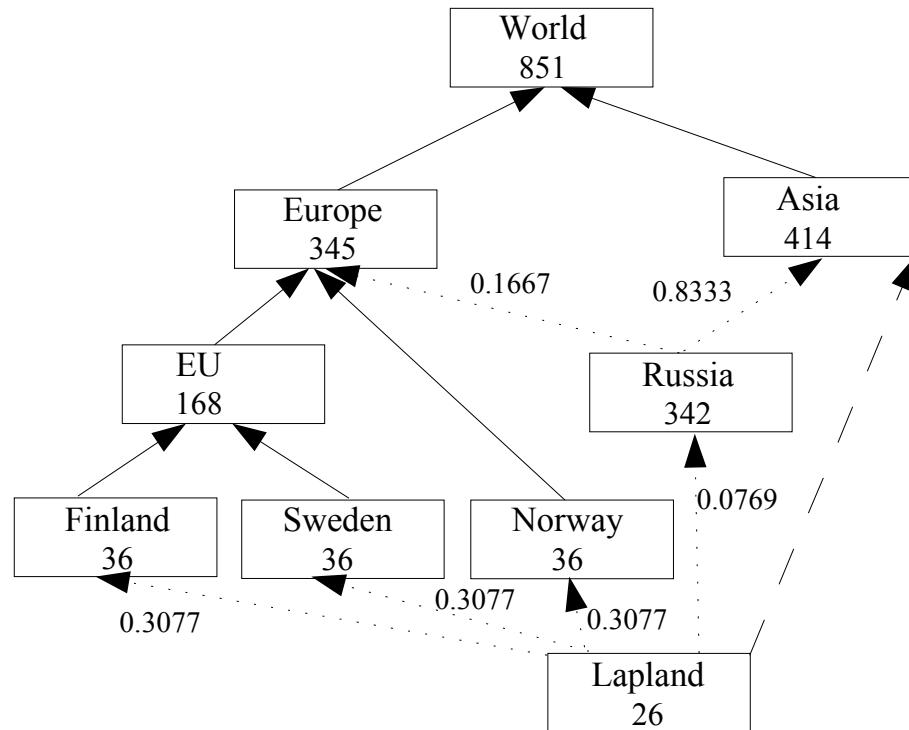 World
851
Europe
345
Asia
414
0.1667
0.8333
EU
168
Russia
342
Finland
36
Sweden
36
Norway
36
0.0769
0.3077
0.3077
0.3077
Lapland
26